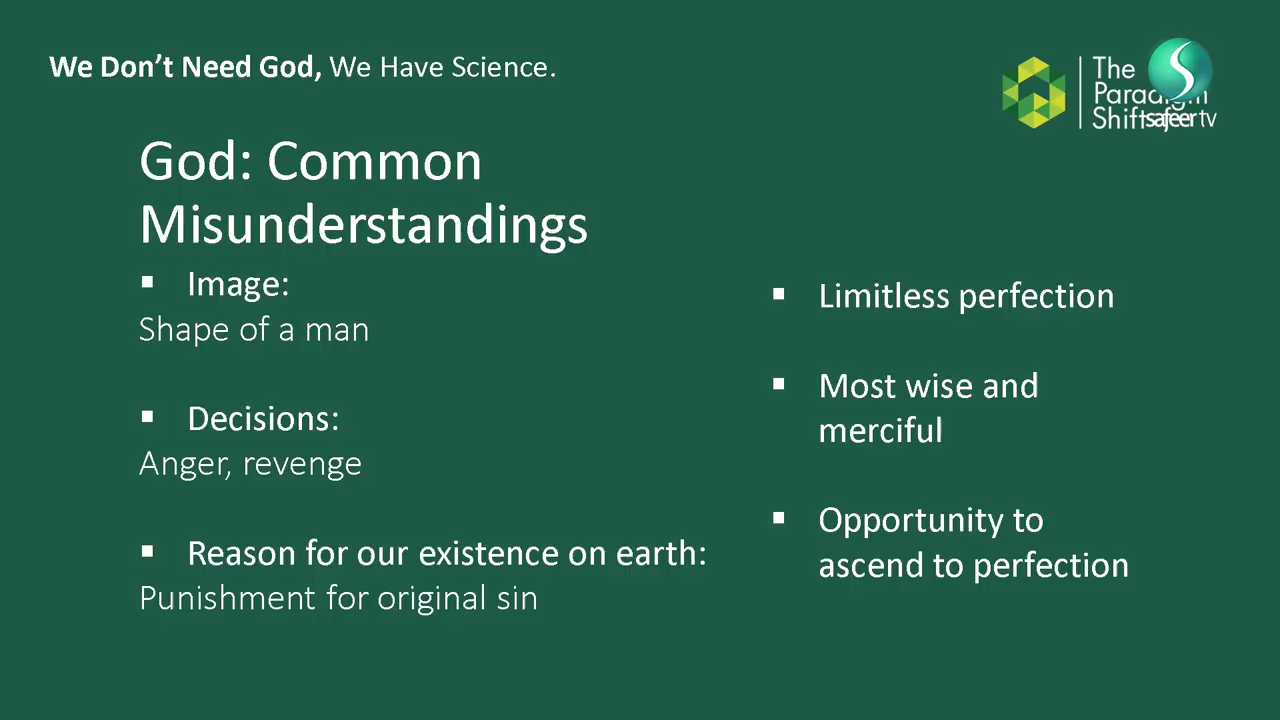 We Don't Need God, We Have Science.
The
Paradigm
Shift
safeer tv
God: Common
Misunderstandings
▪ Image:
Shape of a man
▪ Decisions:
Anger, revenge
▪ Reason for our existence on earth:
Punishment for original sin
▪ Limitless perfection
▪ Most wise and
merciful
▪ Opportunity to
ascend to perfection